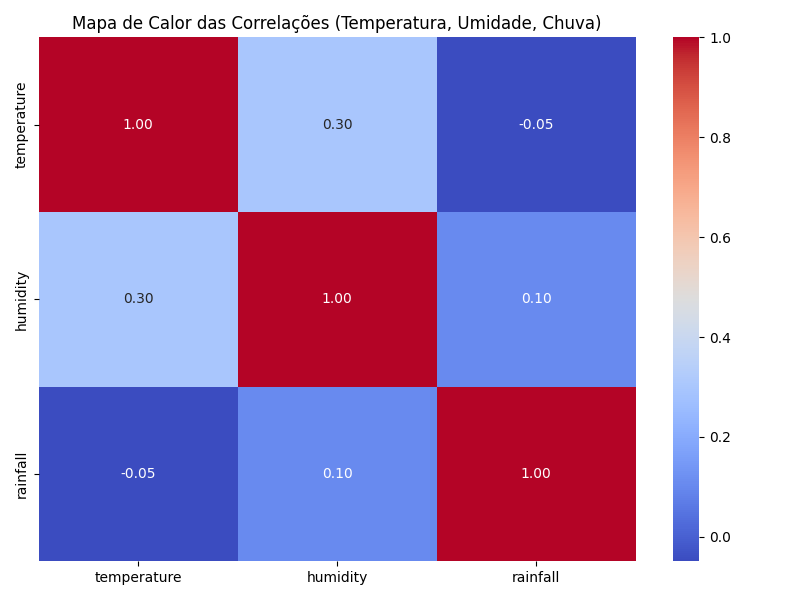 Mapa de Calor das Correlações (Temperatura, Umidade, Chuva)
temperature
1.00
0.30
-0.05
humidity
0.30
1.00
0.10
rainfall
-0.05
0.10
1.00
temperature
humidity
rainfall
1.0
0.8
0.6
0.4
0.2
0.0